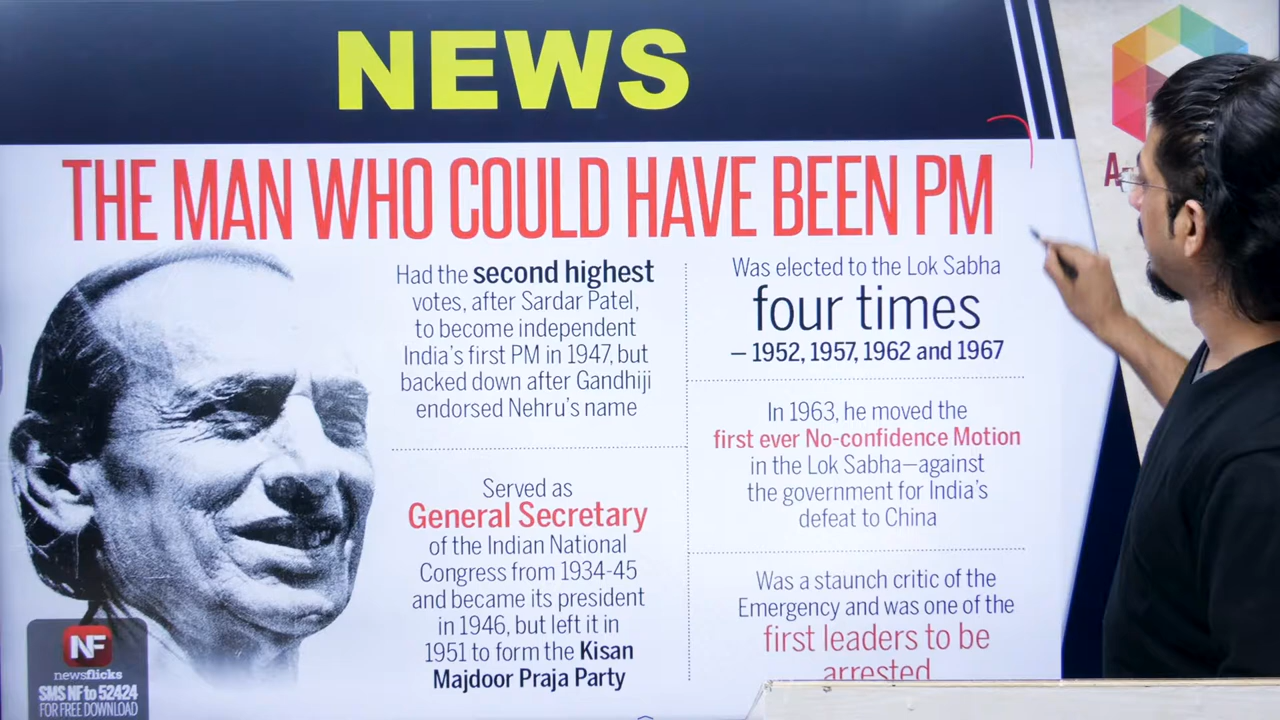 NEWS
THE MAN WHO COULD HAVE BEEN PM
Had the second highest
votes, after Sardar Patel,
to become independent
India's first PM in 1947, but
backed down after Gandhiji
endorsed Nehru's name
Served as
General Secretary
of the Indian National
Congress from 1934-45
and became its president
in 1946, but left it in
1951 to form the Kisan
Majdoor Praja Party
Was elected to the Lok Sabha
four times
– 1952, 1957, 1962 and 1967
In 1963, he moved the
first ever No-confidence Motion
in the Lok Sabha—against
the government for India's
defeat to China
Was a staunch critic of the
Emergency and was one of the
first leaders to be
arrested
NF
newsflicks
SMS NF to 52424
FOR FREE DOWNLOAD